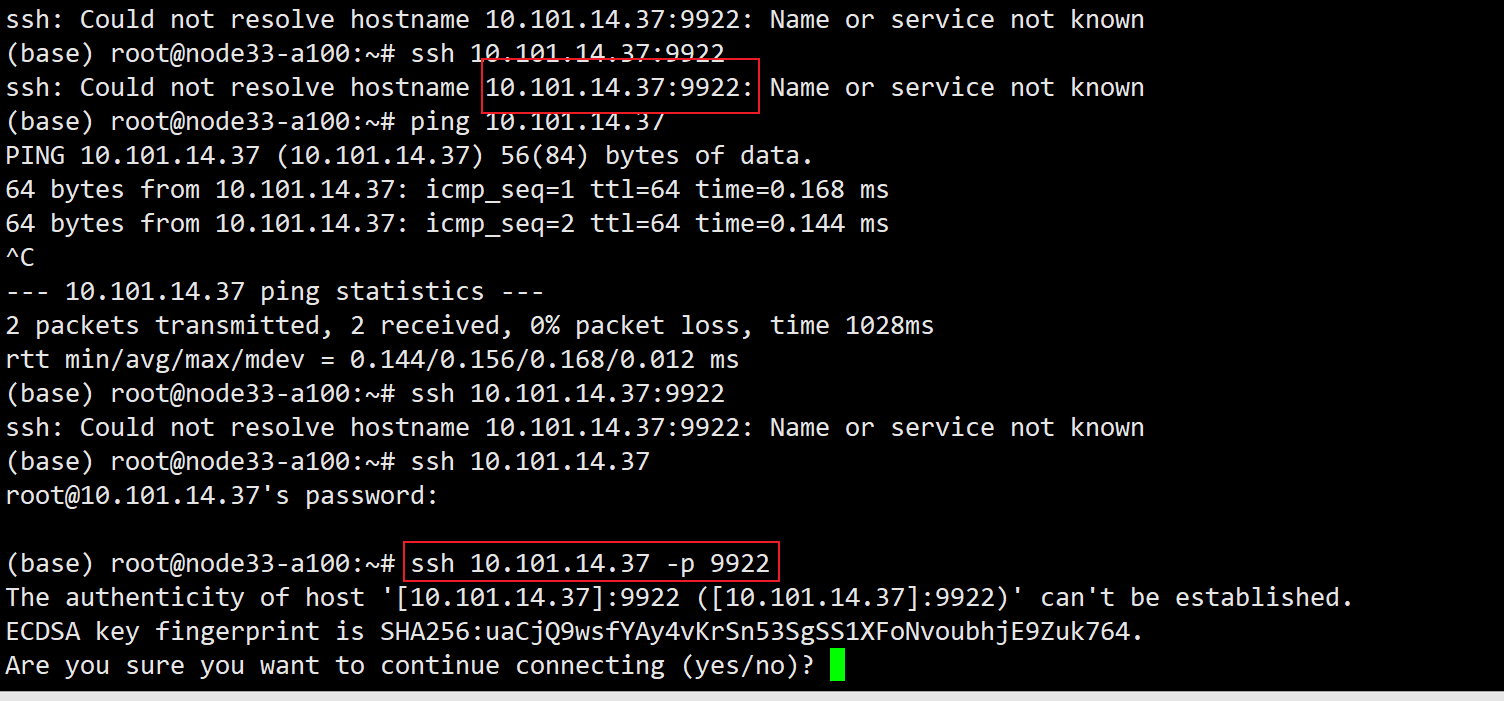 ssh: Could not resolve hostname 10.101.14.37:9922: Name or service not known
(base) root@node33-a100:~# ssh 10.101.14.37:9922
ssh: Could not resolve hostname 10.101.14.37:9922: Name or service not known
(base) root@node33-a100:~# ping 10.101.14.37
PING 10.101.14.37 (10.101.14.37) 56(84) bytes of data.
64 bytes from 10.101.14.37: icmp_seq=1 ttl=64 time=0.168 ms
64 bytes from 10.101.14.37: icmp_seq=2 ttl=64 time=0.144 ms
^C
--- 10.101.14.37 ping statistics ---
2 packets transmitted, 2 received, 0% packet loss, time 1028ms
rtt min/avg/max/mdev = 0.144/0.156/0.168/0.012 ms
(base) root@node33-a100:~# ssh 10.101.14.37:9922
ssh: Could not resolve hostname 10.101.14.37:9922: Name or service not known
(base) root@node33-a100:~# ssh 10.101.14.37
root@10.101.14.37's password:
(base) root@node33-a100:~# ssh 10.101.14.37 -p 9922
The authenticity of host '[10.101.14.37]:9922 ([10.101.14.37]:9922)' can't be established.
ECDSA key fingerprint is SHA256:uaCjQ9wsfYAy4vKrSn53SgSS1XFoNvoubhjE9Zuk764.
Are you sure you want to continue connecting (yes/no)?